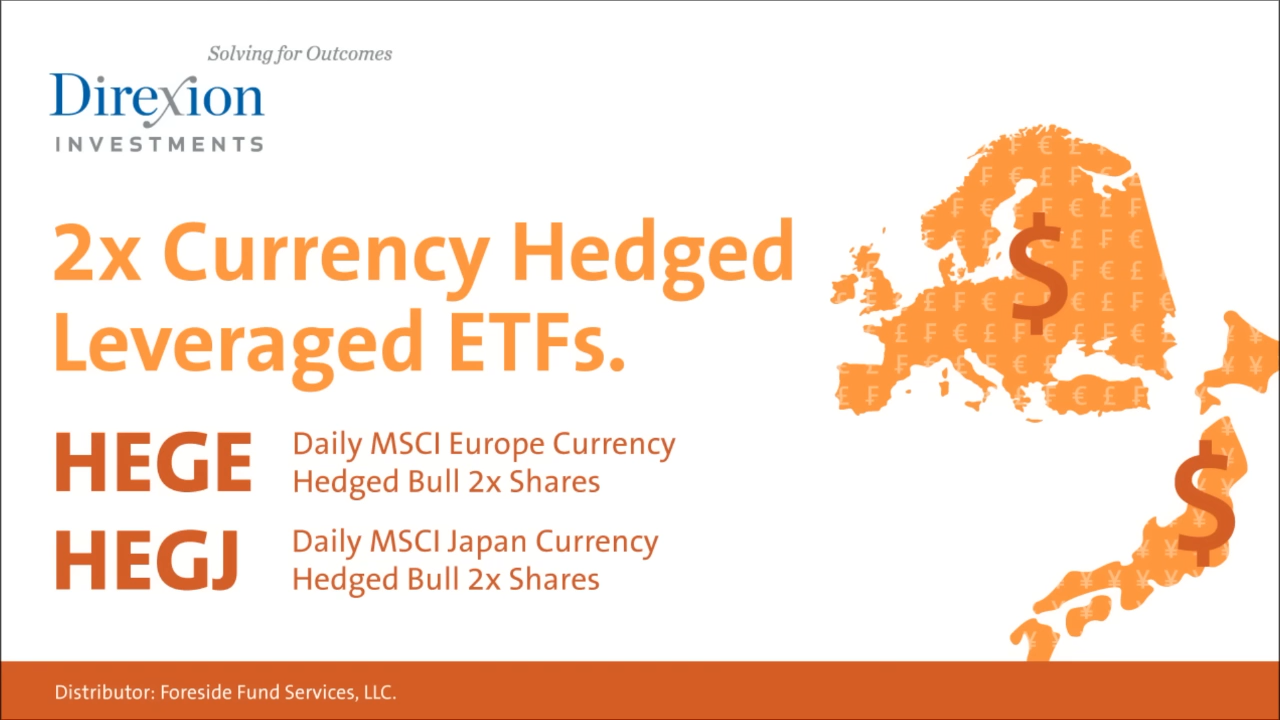 Solving for Outcomes
Direxion
INVESTMENTS
2x Currency Hedged
Leveraged ETFs.
HEGE
Daily MSCI Europe Currency
Hedged Bull 2x Shares
HEGJ
Daily MSCI Japan Currency
Hedged Bull 2x Shares
$
$
Distributor: Foreside Fund Services, LLC.